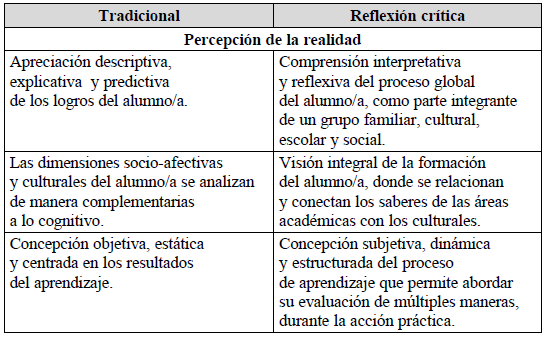 Tradicional
Reflexión crítica
Percepción de la realidad
Apreciación descriptiva,
explicativa y predictiva
de los logros del alumno/a.
Comprensión interpretativa
y reflexiva del proceso global
del alumno/a, como parte integrante
de un grupo familiar, cultural,
escolar y social.
Las dimensiones socio-afectivas
y culturales del alumno/a se analizan
de manera complementarias
a lo cognitivo.
Visión integral de la formación
del alumno/a, donde se relacionan
y conectan los saberes de las áreas
académicas con los culturales.
Concepción objetiva, estática
y centrada en los resultados
del aprendizaje.
Concepción subjetiva, dinámica
y estructurada del proceso
de aprendizaje que permite abordar
su evaluación de múltiples maneras,
durante la acción práctica.